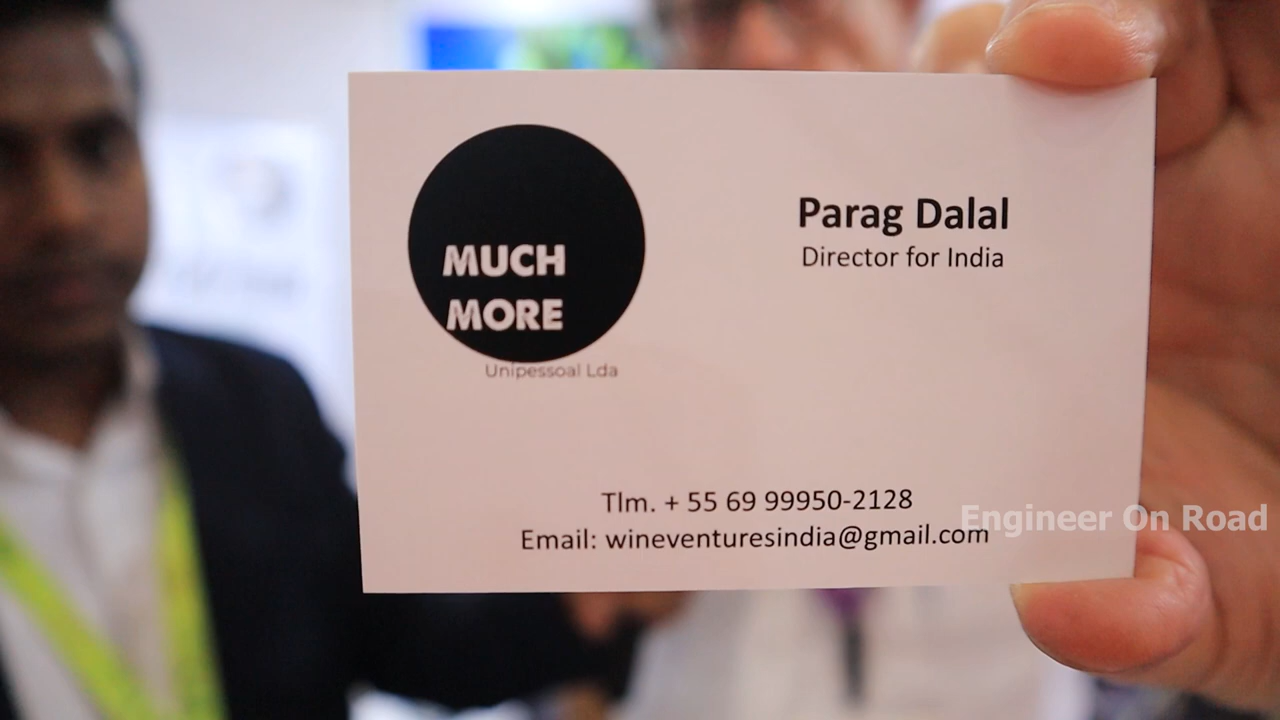 MUCH
MORE
Unipessoal Lda
Parag Dalal
Director for India
Tlm. + 55 69 99950-2128
Email: wineventuresindia@gmail.com
Engineer On Road